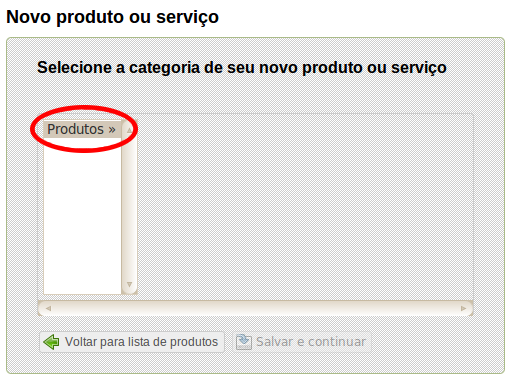 Novo produto ou serviço
Selecione a categoria de seu novo produto ou serviço
Produtos »
Voltar para lista de produtos
Salvar e continuar